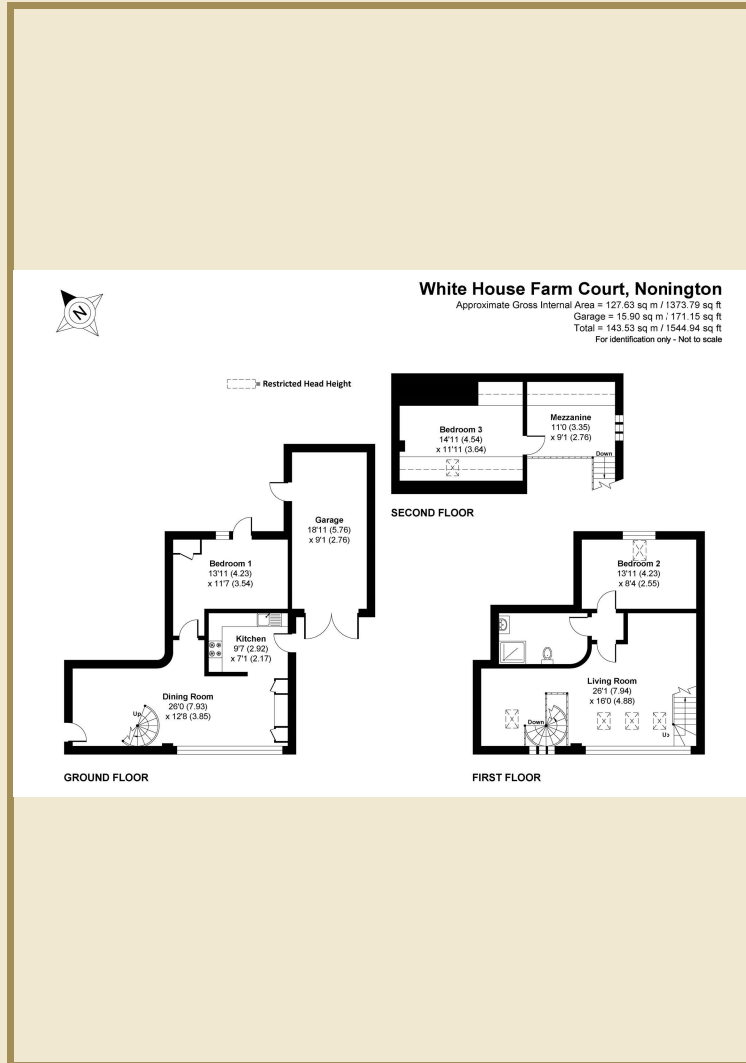 White House Farm Court, Nonington
Approximate Gross Internal Area = 127.63 sq m / 1373.79 sq ft
Garage = 15.90 sq m / 171.15 sq ft
Total = 143.53 sq m / 1544.94 sq ft
For identification only - Not to scale
N
= Restricted Head Height
Bedroom 3
14'11 (4.54)
x 11'11 (3.64)
Mezzanine
11'0 (3.35)
x 9'1 (2.76)
Down
SECOND FLOOR
Garage
18'11 (5.76)
x 9'1 (2.76)
Bedroom 1
13'11 (4.23)
x 11'7 (3.54)
Kitchen
9'7 (2.92)
x 7'1 (2.17)
Dining Room
26'0 (7.93)
x 12'8 (3.85)
Up
GROUND FLOOR
Bedroom 2
13'11 (4.23)
x 8'4 (2.55)
Living Room
26'1 (7.94)
x 16'0 (4.88)
Down
Up
FIRST FLOOR